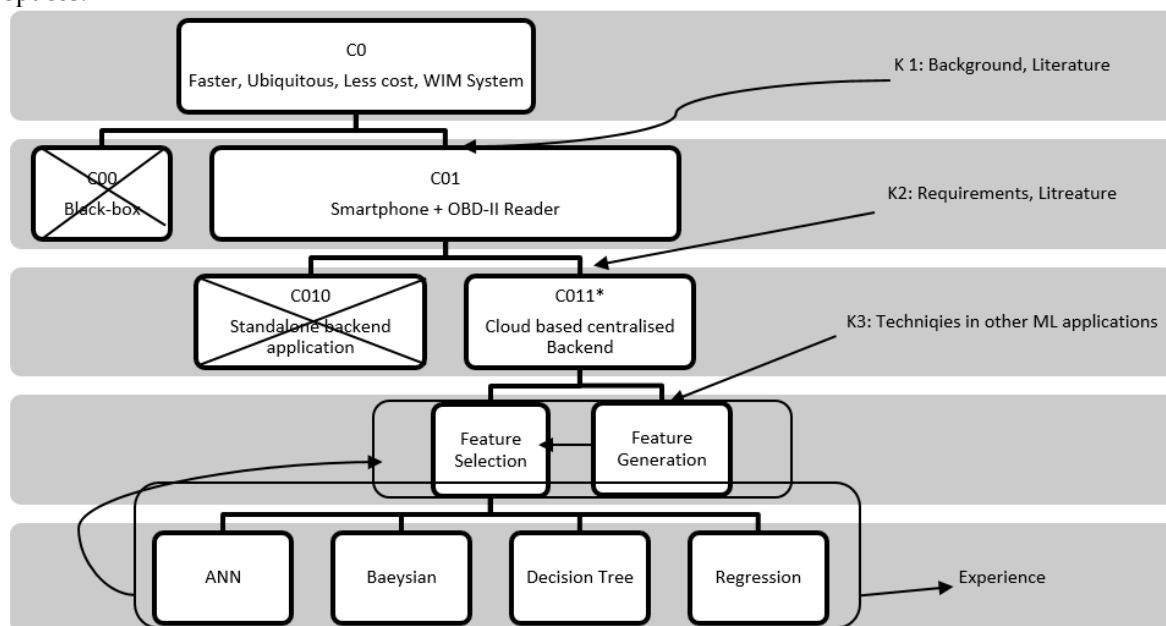 C0
Faster, Ubiquitous, Less cost, WIM System
K 1: Background, Literature
C00
Black-box
C01
Smartphone + OBD-II Reader
K2: Requirements, Litreature
C010
Standalone backend
application
C011*
Cloud based centralised
Backend
K3: Techniqies in other ML applications
Feature
Selection
Feature
Generation
ANN
Baeysian
Decision Tree
Regression
Experience